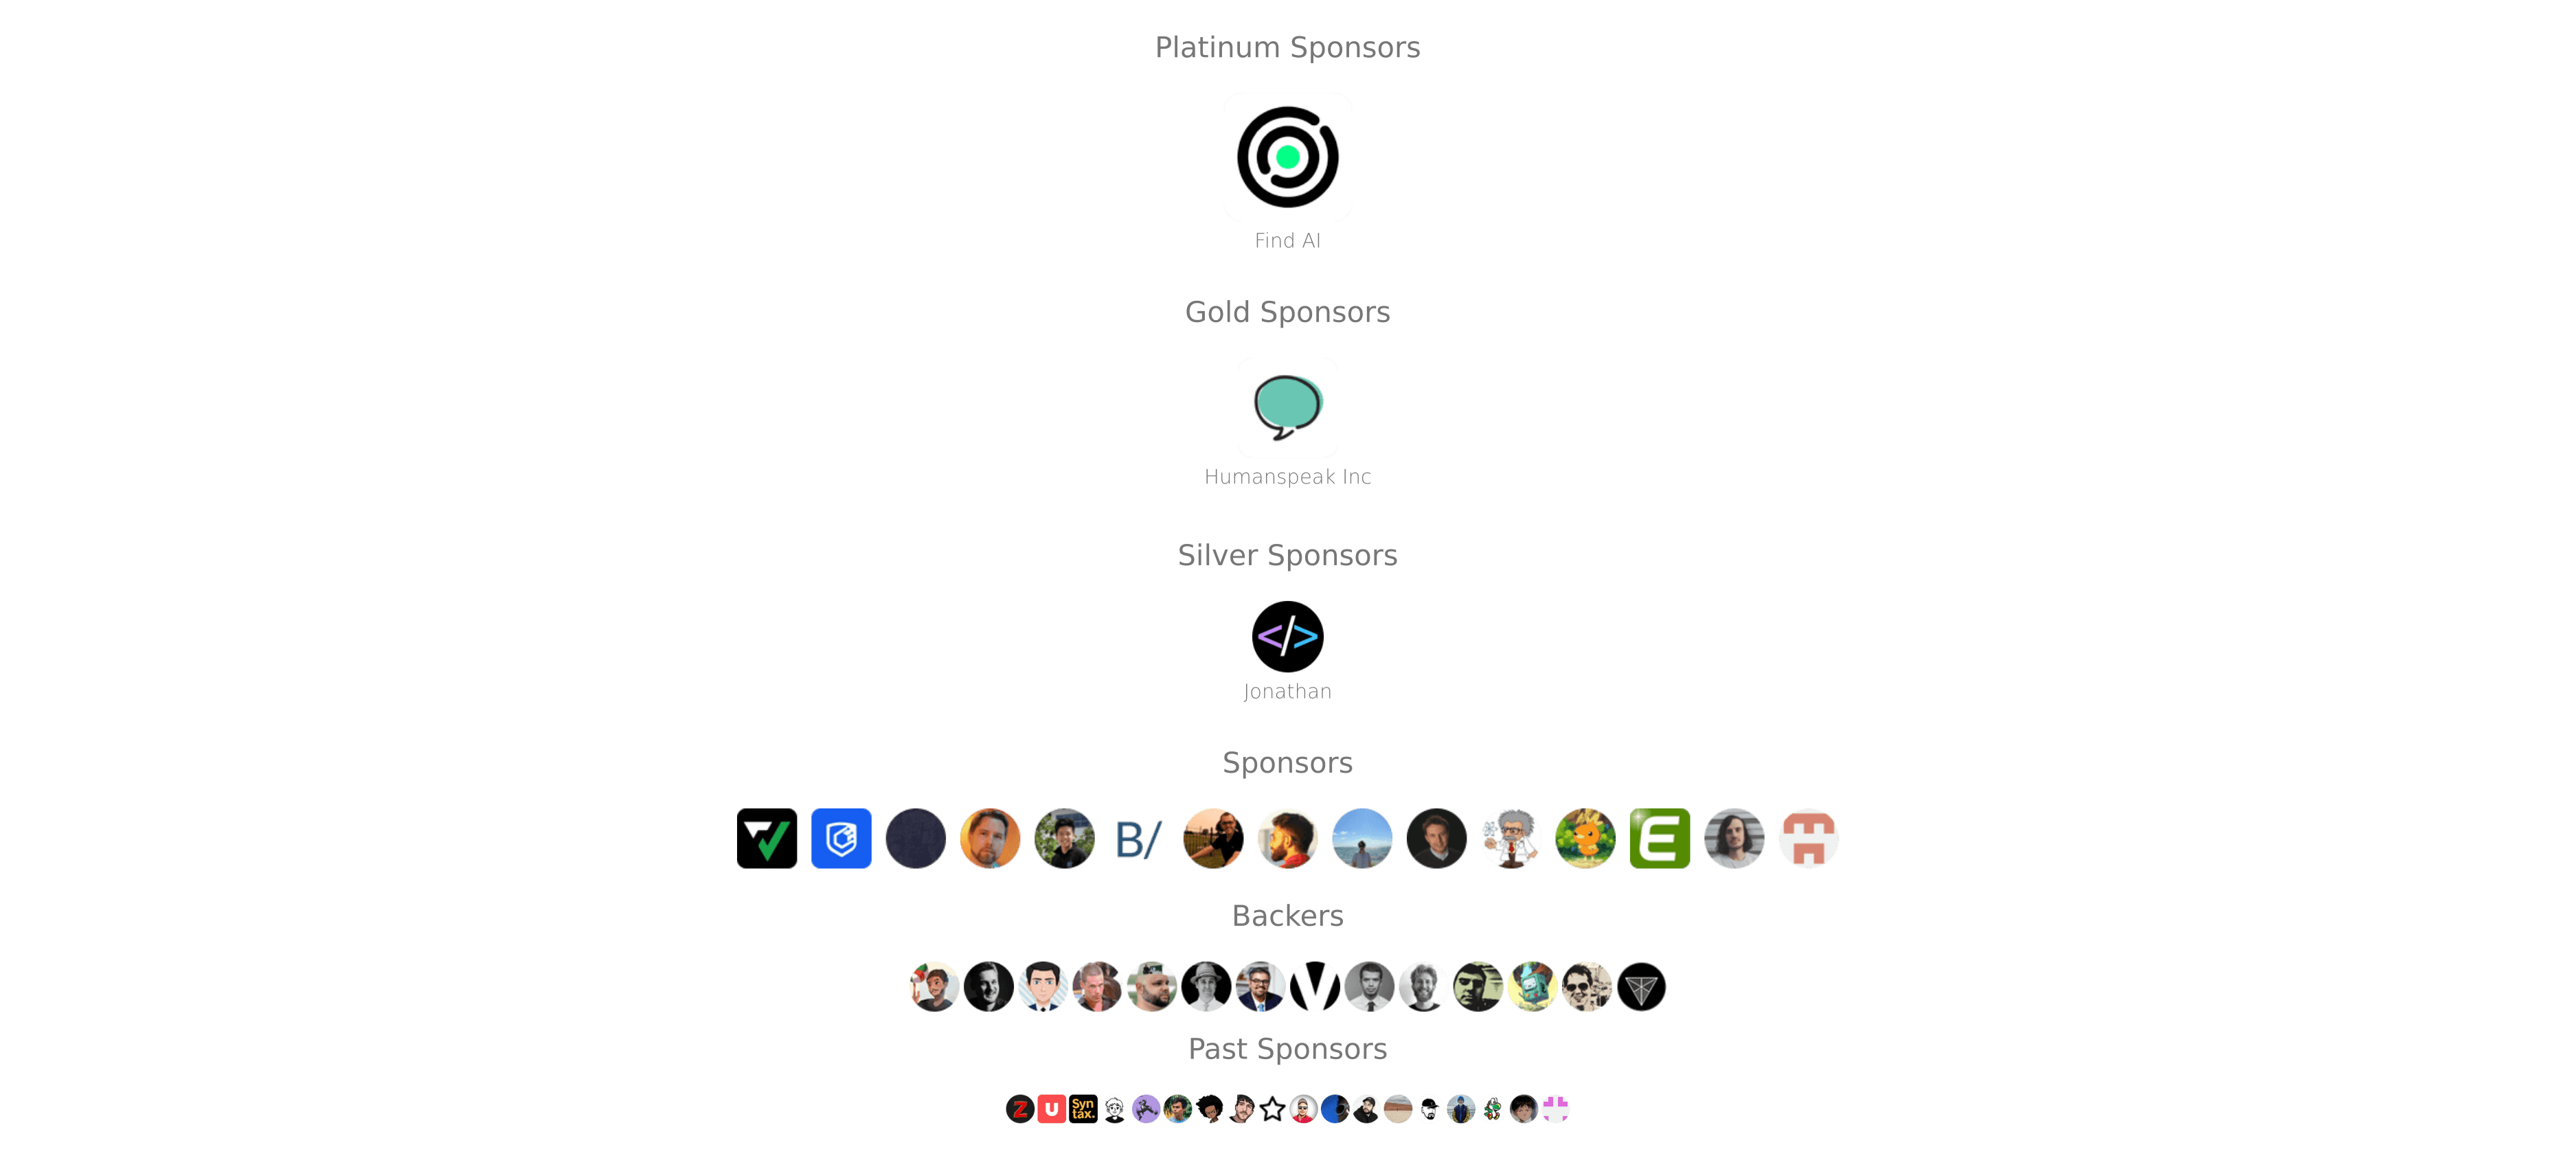 Platinum Sponsors
Find AI
Gold Sponsors
Humanspeak Inc
Silver Sponsors
</>
Jonathan
Sponsors
B/
E
Backers
Past Sponsors
Z
U
Syn
tax.